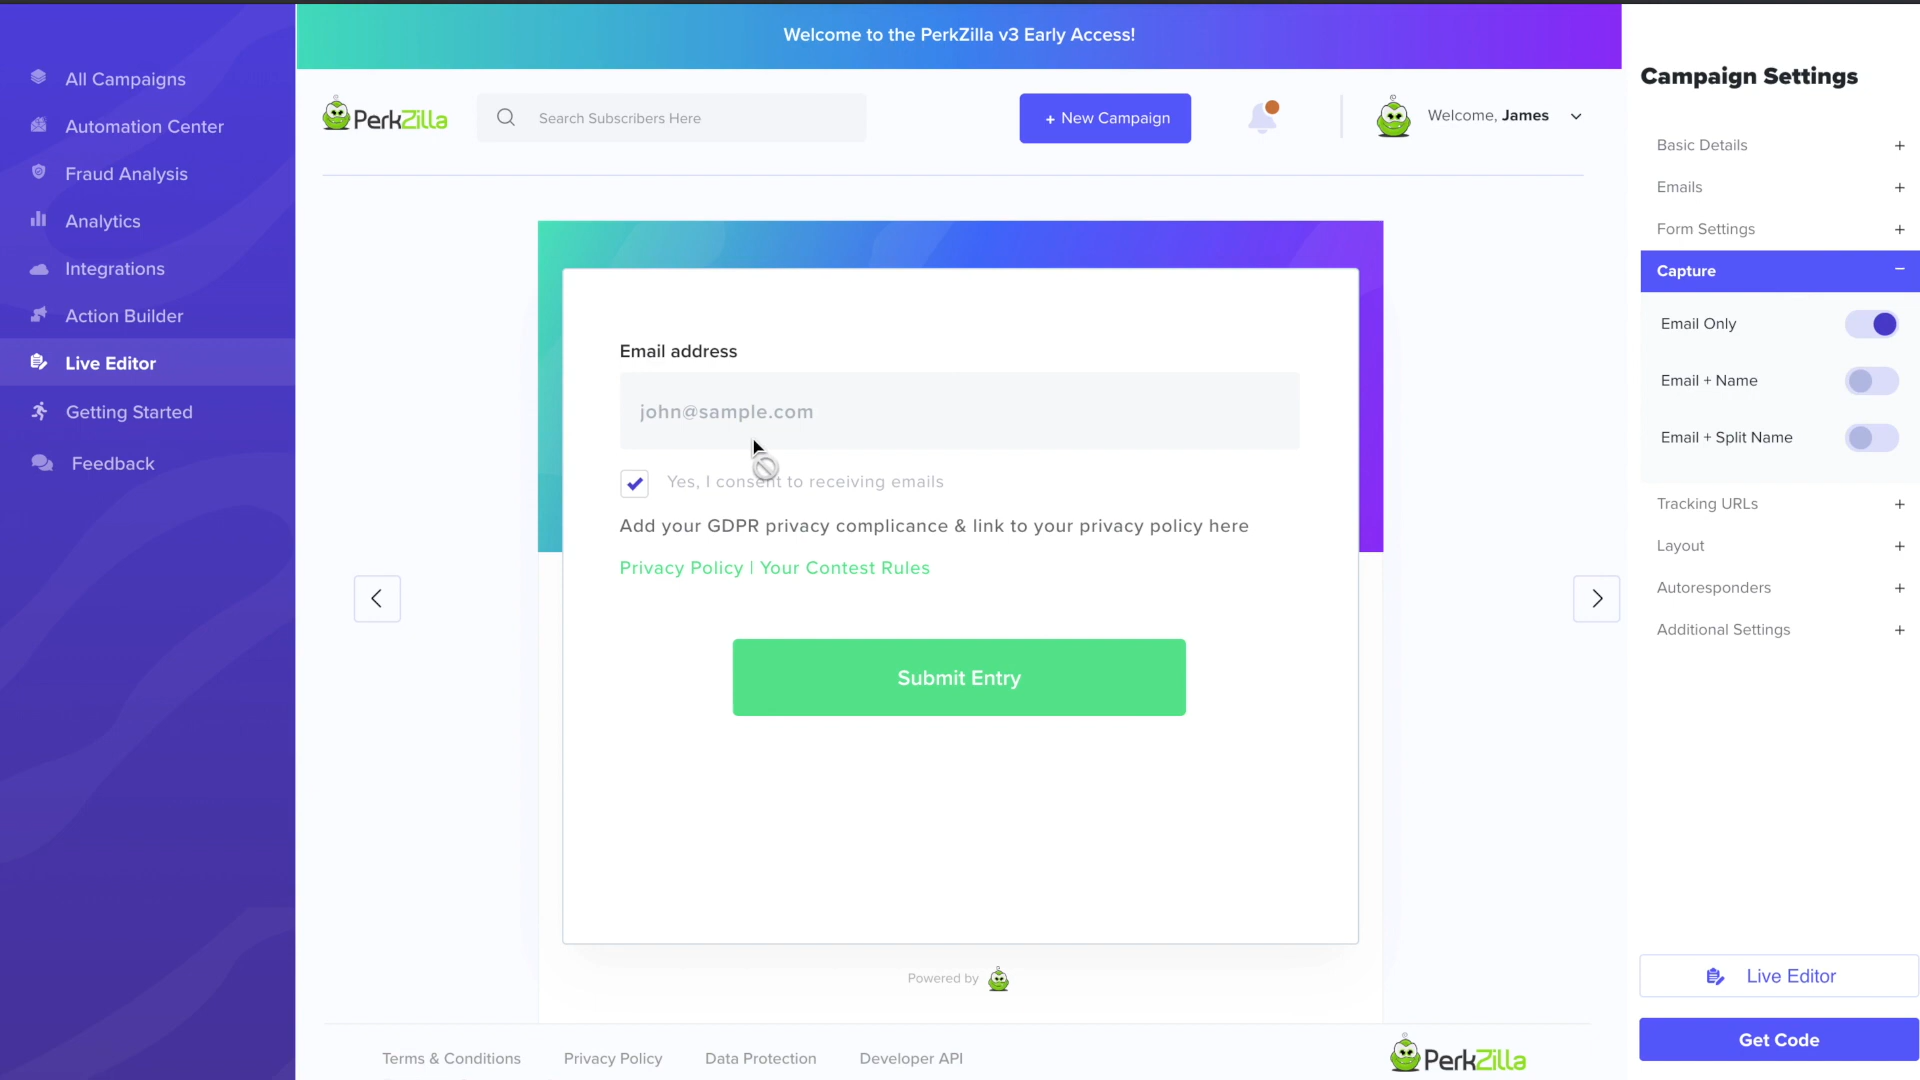 Welcome to the PerkZilla v3 Early Access!
All Campaigns
Automation Center
Fraud Analysis
Analytics
Integrations
Action Builder
Live Editor
Getting Started
Feedback
PerkZilla
Search Subscribers Here
+ New Campaign
Welcome, James
Email address
john@sample.com
Yes, I consent to receiving emails
Add your GDPR privacy complicance & link to your privacy policy here
Privacy Policy | Your Contest Rules
Submit Entry
Powered by
Terms & Conditions
Privacy Policy
Data Protection
Developer API
PerkZilla
Campaign Settings
Basic Details +
Emails +
Form Settings +
Capture −
Email Only
Email + Name
Email + Split Name
Tracking URLs +
Layout +
Autoresponders +
Additional Settings +
Live Editor
Get Code